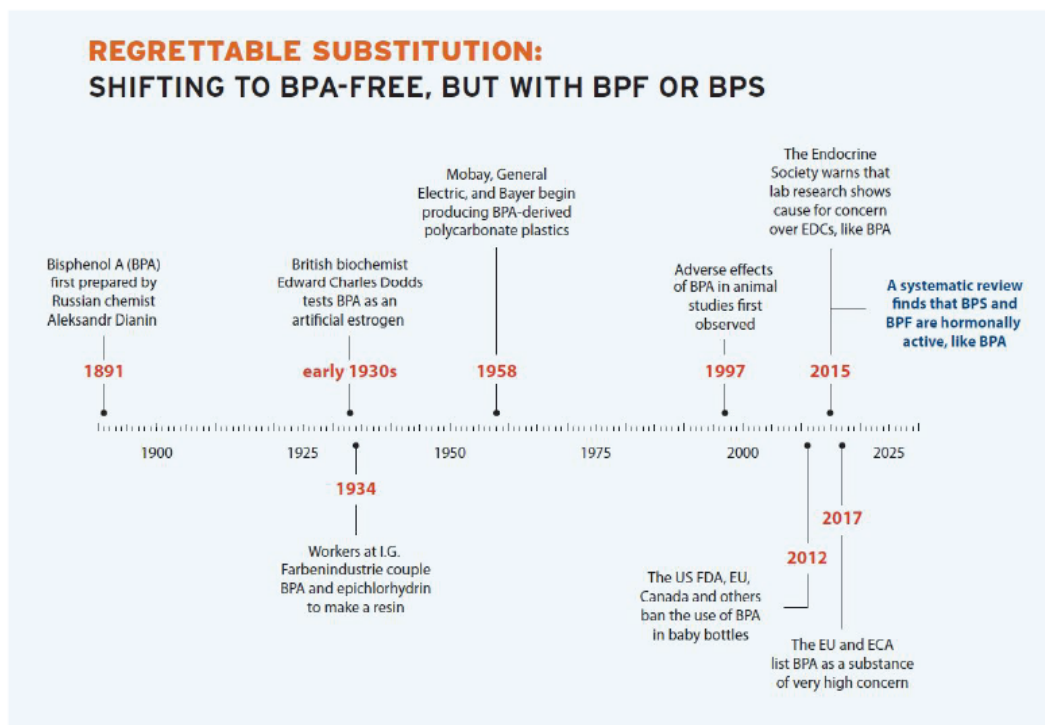 REGRETTABLE SUBSTITUTION:
SHIFTING TO BPA-FREE, BUT WITH BPF OR BPS
Bisphenol A (BPA)
first prepared by
Russian chemist
Aleksandr Dianin
1891
British biochemist
Edward Charles Dodds
tests BPA as an
artificial estrogen
early 1930s
Mobay, General
Electric, and Bayer begin
producing BPA-derived
polycarbonate plastics
1958
Adverse effects
of BPA in animal
studies first
observed
1997
The Endocrine
Society warns that
lab research shows
cause for concern
over EDCs, like BPA
2015
A systematic review
finds that BPS and
BPF are hormonally
active, like BPA
1900 1925 1950 1975 2000 2025
1934
Workers at I.G.
Farbenindustrie couple
BPA and epichlorhydrin
to make a resin
2012
The US FDA, EU,
Canada and others
ban the use of BPA
in baby bottles
2017
The EU and ECA
list BPA as a substance
of very high concern